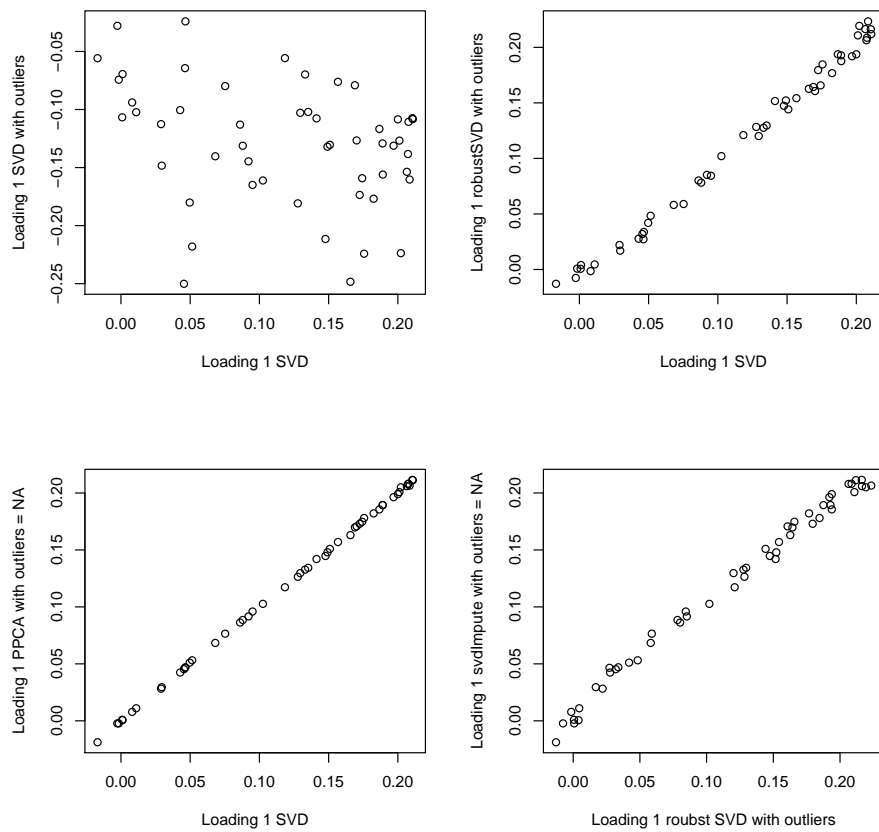 Loading 1 SVD with outliers
−0.05
−0.10
−0.15
−0.20
−0.25
0.00 0.05 0.10 0.15 0.20
Loading 1 SVD
Loading 1 robustSVD with outliers
0.20
0.15
0.10
0.05
0.00
0.00 0.05 0.10 0.15 0.20
Loading 1 SVD
Loading 1 PPCA with outliers = NA
0.20
0.15
0.10
0.05
0.00
0.00 0.05 0.10 0.15 0.20
Loading 1 SVD
Loading 1 svdImpute with outliers = NA
0.20
0.15
0.10
0.05
0.00
0.00 0.05 0.10 0.15 0.20
Loading 1 roubst SVD with outliers